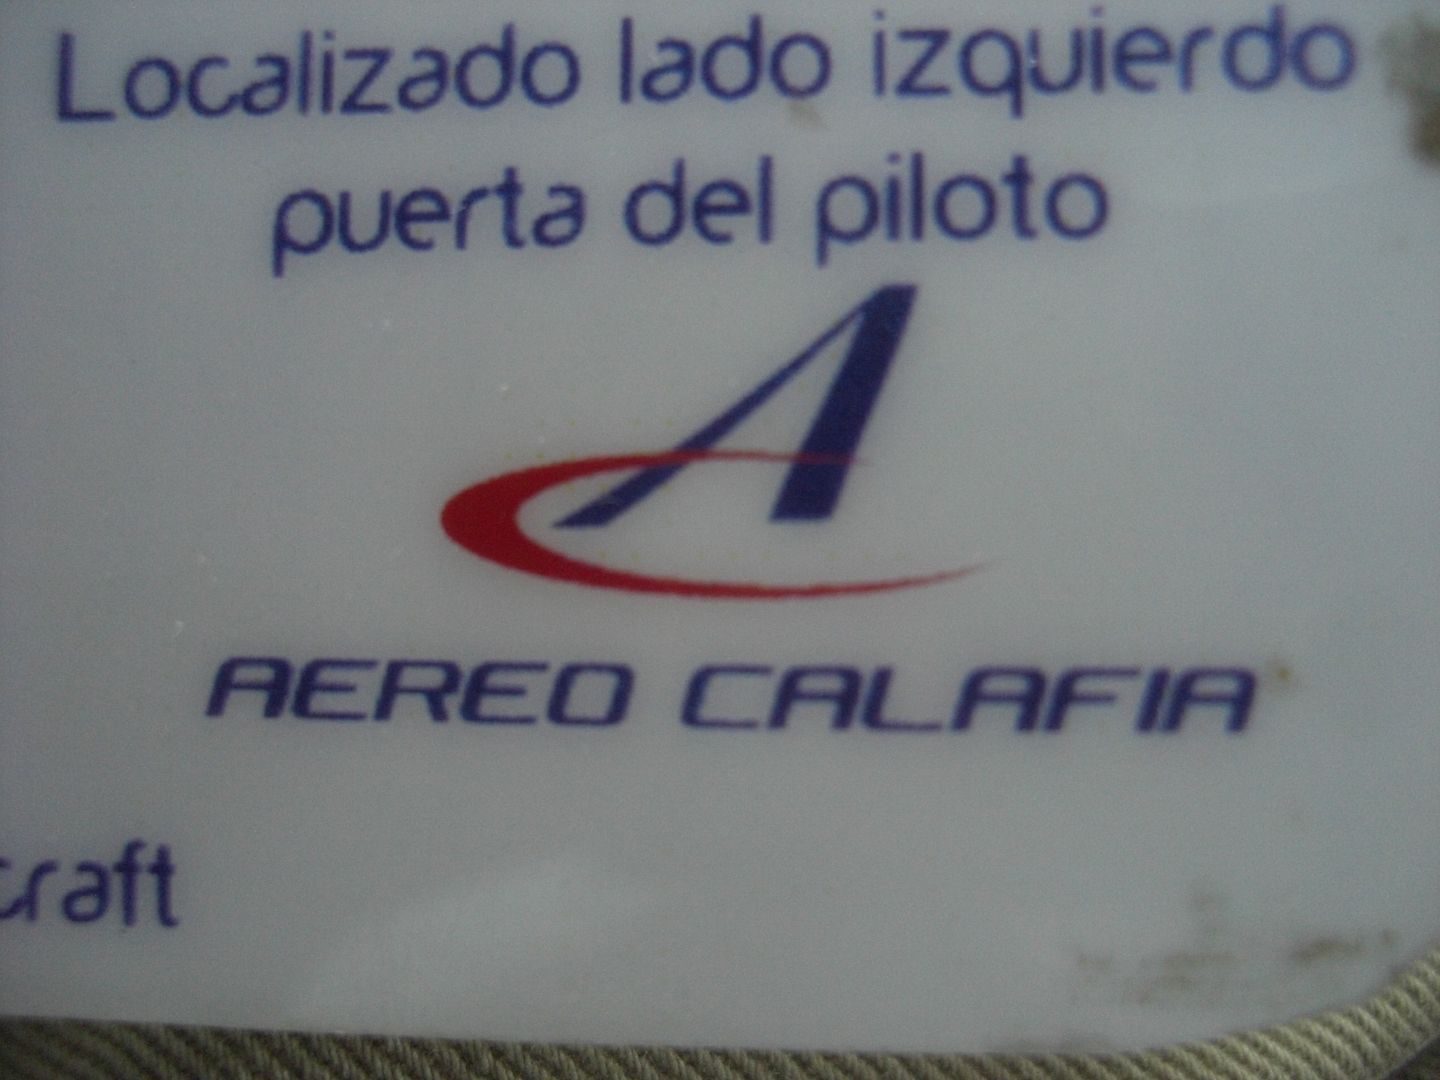 Localizado lado izquierdo
puerta del piloto
AEREO CALAFIA
craft